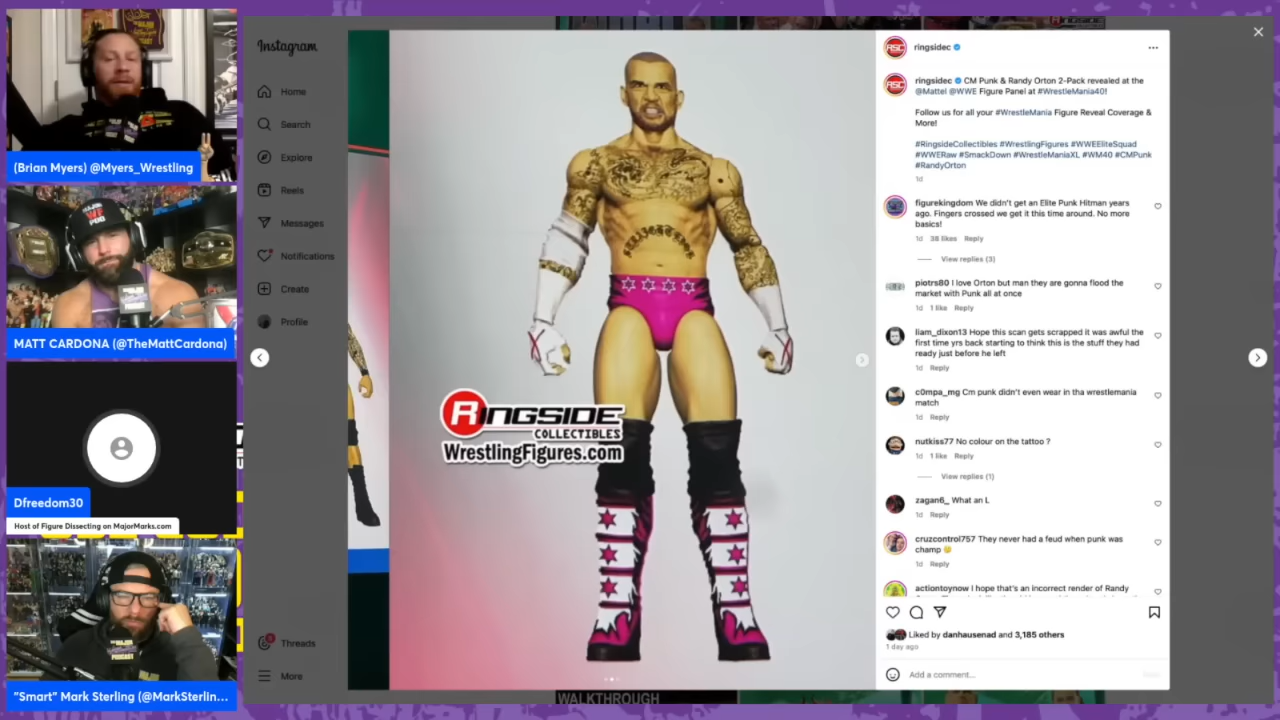 (Brian Myers) @Myers_Wrestling
MATT CARDONA (@TheMattCardona)
Dfreedom30
Host of Figure Dissecting on MajorMarks.com
"Smart" Mark Sterling (@MarkSterlin...
Instagram
Home
Search
Explore
Reels
Messages
Notifications
Create
Profile
Threads
More
RINGSIDE
COLLECTIBLES
WrestlingFigures.com
RSC
ringsidec
RSC
ringsidec CM Punk & Randy Orton 2-Pack revealed at the
@Mattel @WWE Figure Panel at #WrestleMania40!
Follow us for all your #WrestleMania Figure Reveal Coverage &
More!
#RingsideCollectibles #WrestlingFigures #WWEEliteSquad
#WWERaw #SmackDown #WrestleManiaXL #WM40 #CMPunk
#RandyOrton
1d
figurekingdom We didn't get an Elite Punk Hitman years
ago. Fingers crossed we get it this time around. No more
basics!
1d 38 likes Reply
View replies (3)
piotrs80 I love Orton but man they are gonna flood the
market with Punk all at once
1d 1 like Reply
liam_dixon13 Hope this scan gets scrapped it was awful the
first time yrs back starting to think this is the stuff they had
ready just before he left
1d Reply
c0mpa_mg Cm punk didn't even wear in tha wrestlemania
match
1d Reply
nutkiss77 No colour on the tattoo ?
1d 1 like Reply
View replies (1)
zagan6_ What an L
1d Reply
cruzcontrol757 They never had a feud when punk was
champ
1d Reply
actiontoynow I hope that's an incorrect render of Randy
Liked by danhausenad and 3,185 others
1 day ago
Add a comment...
WALKTHROUGH